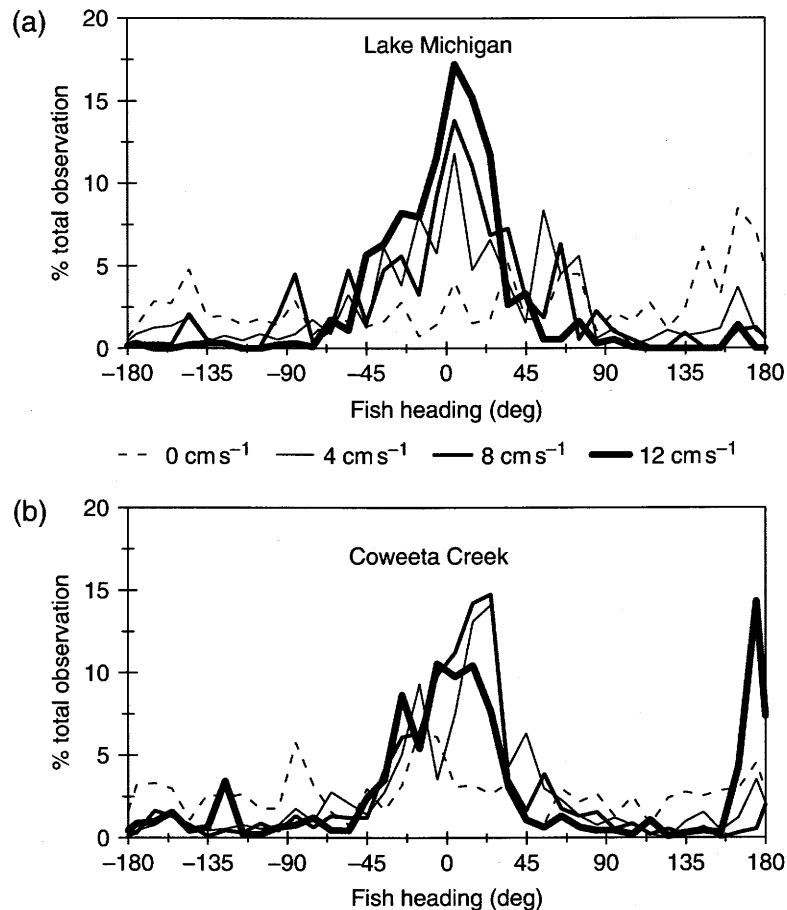 (a)
Lake Michigan
20
15
10
5
0
% total observation
−180 −135 −90 −45 0 45 90 135 180
Fish heading (deg)
0 cm s⁻¹ 4 cm s⁻¹ 8 cm s⁻¹ 12 cm s⁻¹
(b)
Coweeta Creek
20
15
10
5
0
% total observation
−180 −135 −90 −45 0 45 90 135 180
Fish heading (deg)